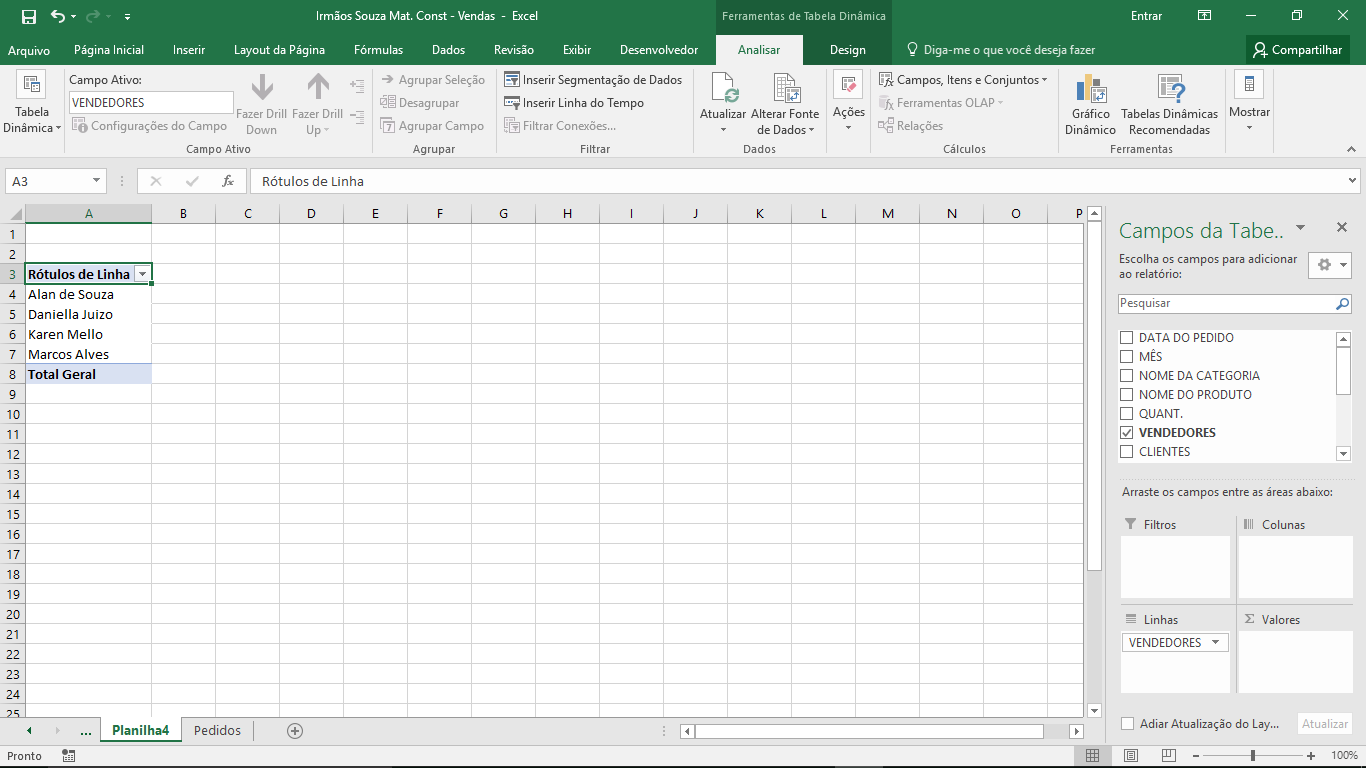 Irmãos Souza Mat. Const - Vendas - Excel
Ferramentas de Tabela Dinâmica
Entrar
Arquivo Página Inicial Inserir Layout da Página Fórmulas Dados Revisão Exibir Desenvolvedor Analisar Design Diga-me o que você deseja fazer Compartilhar
Tabela
Dinâmica
Campo Ativo:
VENDEDORES
Configurações do Campo
Fazer Drill
Down
Fazer Drill
Up
Campo Ativo
Agrupar Seleção
Desagrupar
Agrupar Campo
Agrupar
Inserir Segmentação de Dados
Inserir Linha do Tempo
Filtrar Conexões...
Filtrar
Atualizar
Alterar Fonte
de Dados
Dados
Ações
Campos, Itens e Conjuntos
Ferramentas OLAP
Relações
Cálculos
Gráfico
Dinâmico
Tabelas Dinâmicas
Recomendadas
Ferramentas
Mostrar
A3
fx
Rótulos de Linha
A B C D E F G H I J K L M N O P
1
2
3 Rótulos de Linha
4 Alan de Souza
5 Daniella Juizo
6 Karen Mello
7 Marcos Alves
8 Total Geral
9
10
11
12
13
14
15
16
17
18
19
20
21
22
23
24
25
Campos da Tabe..
Escolha os campos para adicionar
ao relatório:
Pesquisar
DATA DO PEDIDO
MÊS
NOME DA CATEGORIA
NOME DO PRODUTO
QUANT.
VENDEDORES
CLIENTES
Arraste os campos entre as áreas abaixo:
Filtros
Colunas
Linhas
Σ Valores
VENDEDORES
Adiar Atualização do Lay...
Atualizar
... Planilha4 Pedidos
Pronto
100%